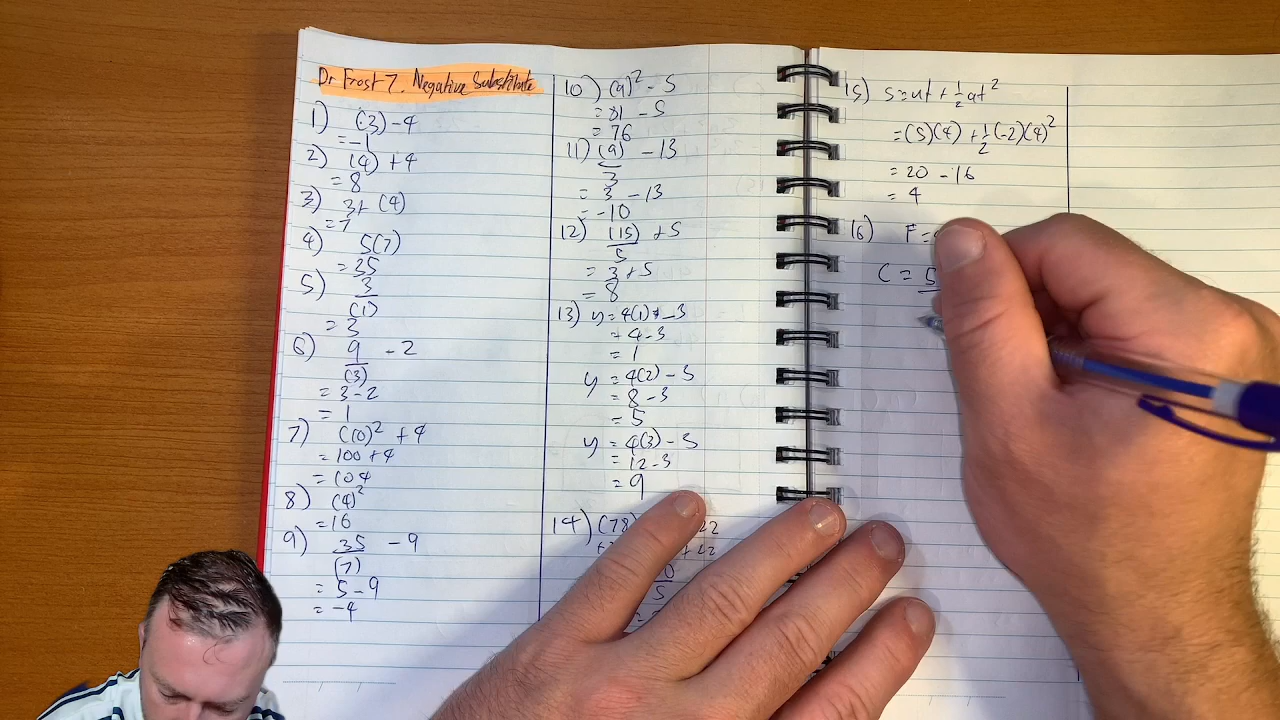 Dr Frost 7. Negative Substitute
1) (3) - 4
= -1
2) (4) + 4
= 8
3) 3 + (4)
= 7
4) 5(7)
= 35
5) 3
(1)
= 3
6) 9 - 2
(3)
= 3 - 2
= 1
7) (10)² + 4
= 100 + 4
= 104
8) (4)²
= 16
9) 35 - 9
(7)
= 5 - 9
= -4
10) (9)² - 5
= 81 - 5
= 76
11) (9) - 13
3
= 3 - 13
= -10
12) (15) + 5
5
= 3 + 5
= 8
13) y = 4(1) - 3
= 4 - 3
= 1
y = 4(2) - 3
= 8 - 3
= 5
y = 4(3) - 3
= 12 - 3
= 9
14) (78) 22
15) s = ut + ½at²
= (5)(4) + ½(-2)(4)²
= 20 - 16
= 4
16) F =
C = 5